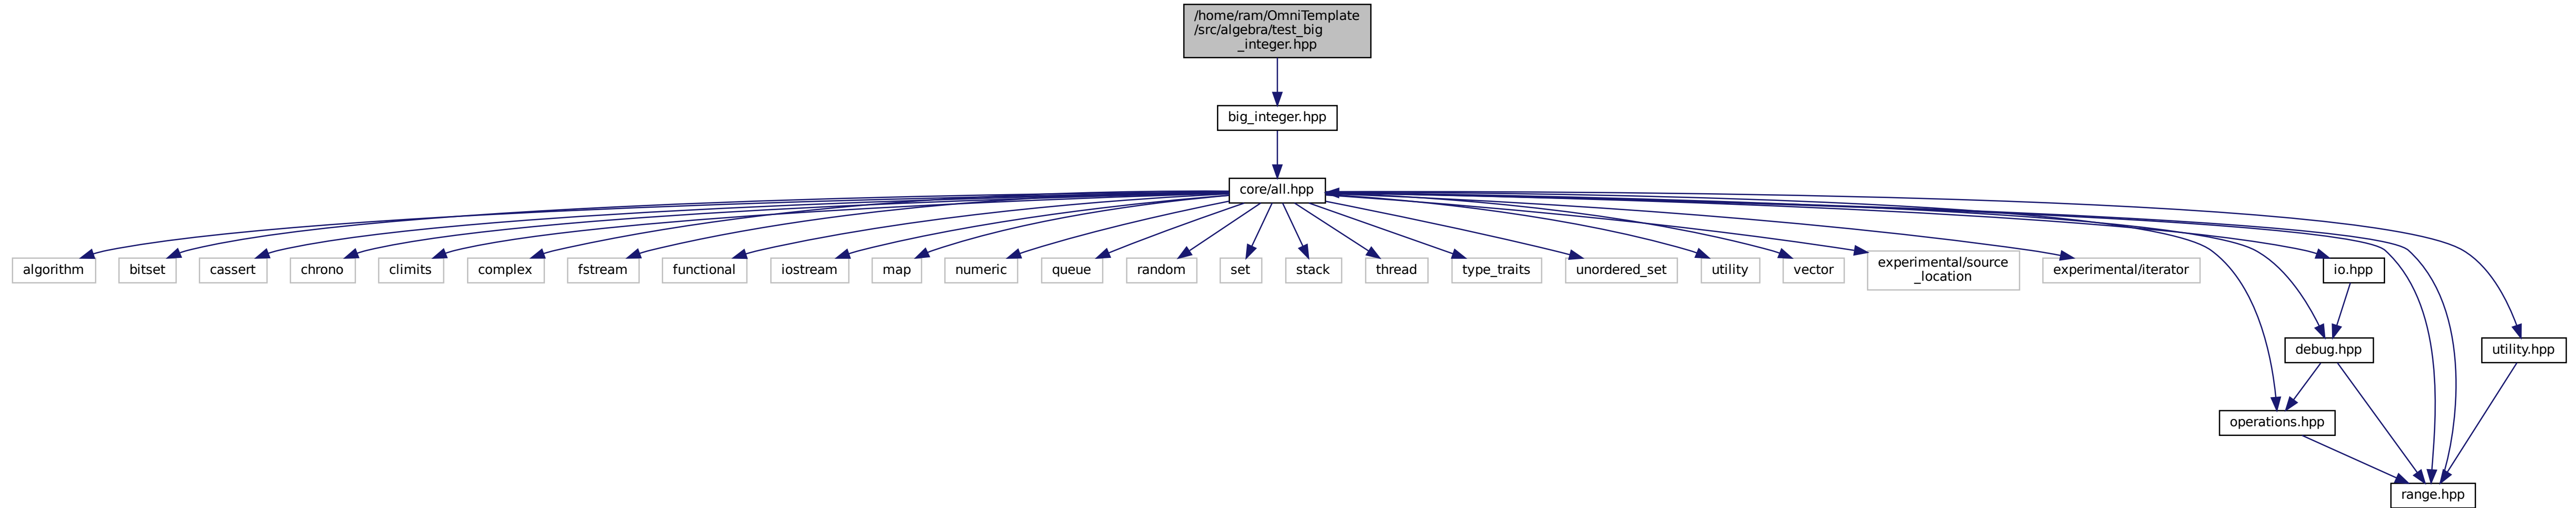 /home/ram/OmniTemplate
/src/algebra/test_big
_integer.hpp
big_integer.hpp
core/all.hpp
algorithm
bitset
cassert
chrono
climits
complex
fstream
functional
iostream
map
numeric
queue
random
set
stack
thread
type_traits
unordered_set
utility
vector
experimental/source
_location
experimental/iterator
io.hpp
debug.hpp
utility.hpp
operations.hpp
range.hpp